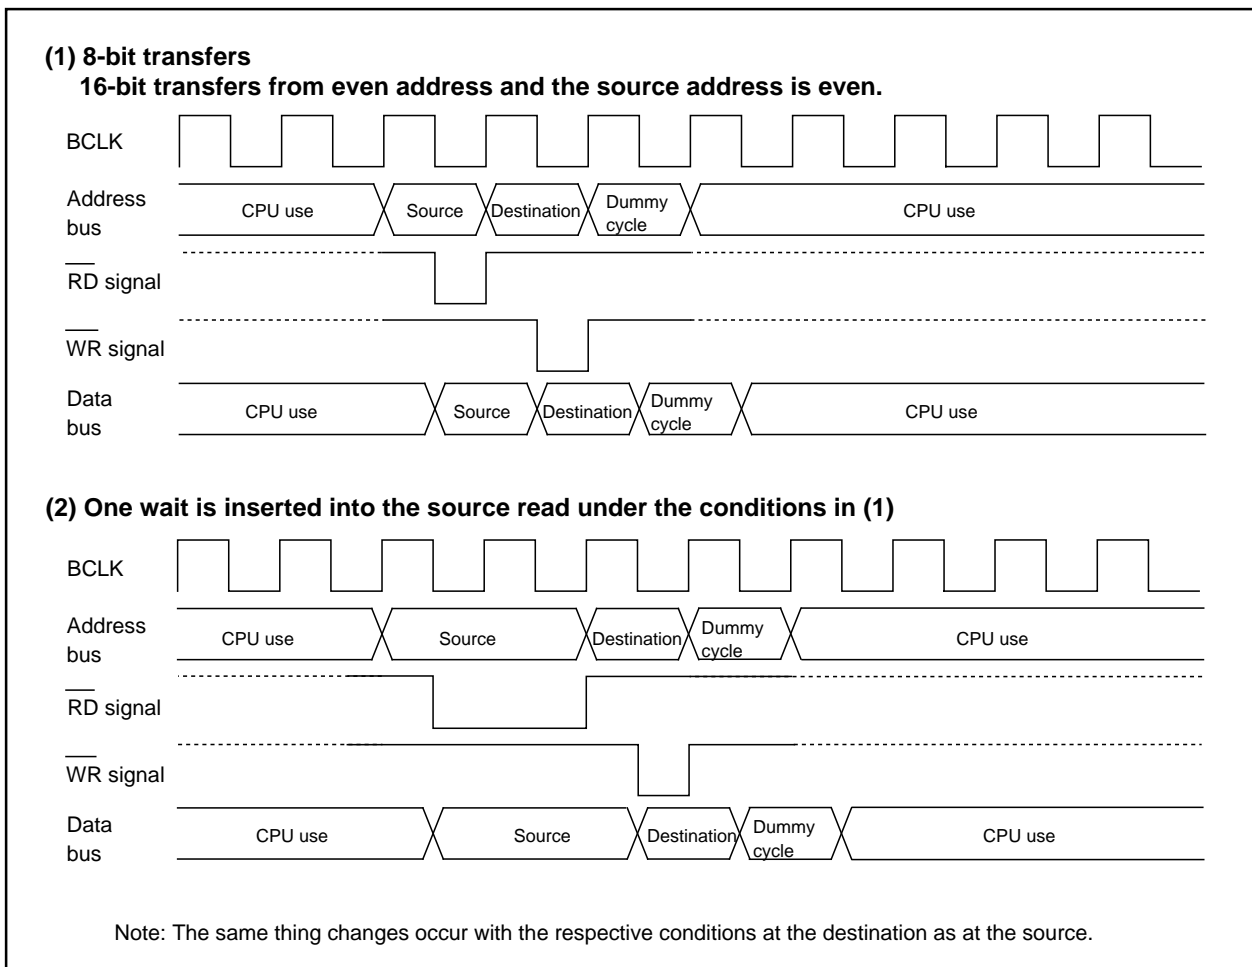 (1) 8-bit transfers
16-bit transfers from even address and the source address is even.
BCLK
Address
bus
CPU use
Source
Destination
Dummy
cycle
CPU use
RD signal
WR signal
Data
bus
CPU use
Source
Destination
Dummy
cycle
CPU use
(2) One wait is inserted into the source read under the conditions in (1)
BCLK
Address
bus
CPU use
Source
Destination
Dummy
cycle
CPU use
RD signal
WR signal
Data
bus
CPU use
Source
Destination
Dummy
cycle
CPU use
Note: The same thing changes occur with the respective conditions at the destination as at the source.